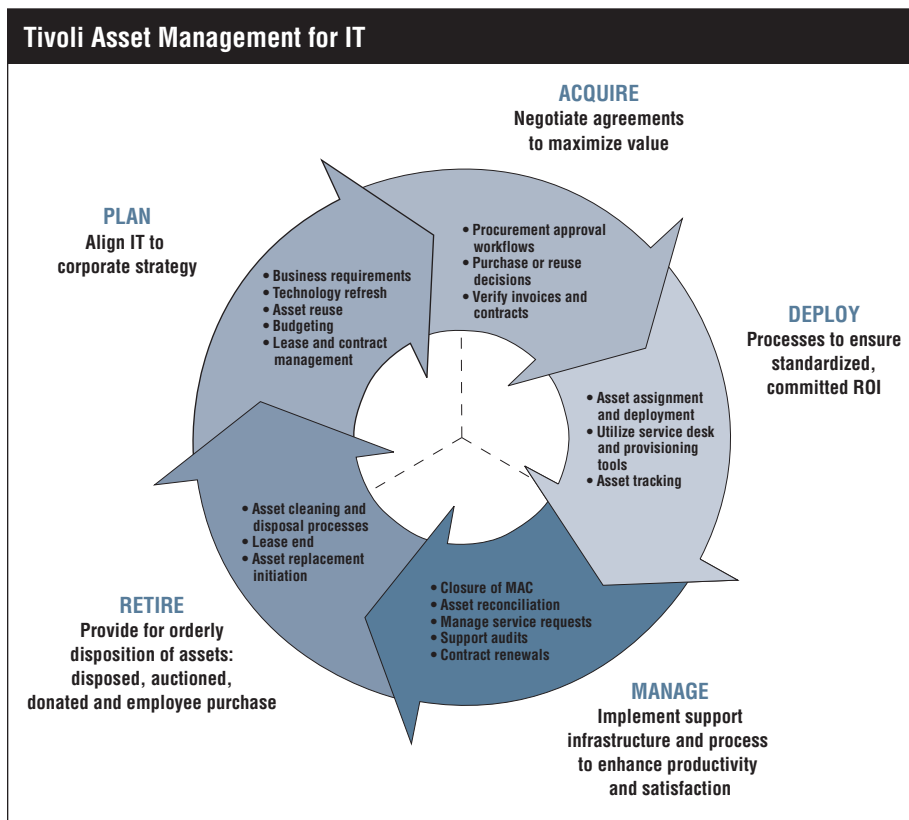 Tivoli Asset Management for IT
ACQUIRE
Negotiate agreements
to maximize value
PLAN
Align IT to
corporate strategy
• Procurement approval
workflows
• Purchase or reuse
decisions
• Verify invoices and
contracts
• Business requirements
• Technology refresh
• Asset reuse
• Budgeting
• Lease and contract
management
DEPLOY
Processes to ensure
standardized,
committed ROI
• Asset assignment
and deployment
• Utilize service desk
and provisioning
tools
• Asset tracking
• Asset cleaning and
disposal processes
• Lease end
• Asset replacement
initiation
• Closure of MAC
• Asset reconciliation
• Manage service requests
• Support audits
• Contract renewals
RETIRE
Provide for orderly
disposition of assets:
disposed, auctioned,
donated and employee purchase
MANAGE
Implement support
infrastructure and process
to enhance productivity
and satisfaction